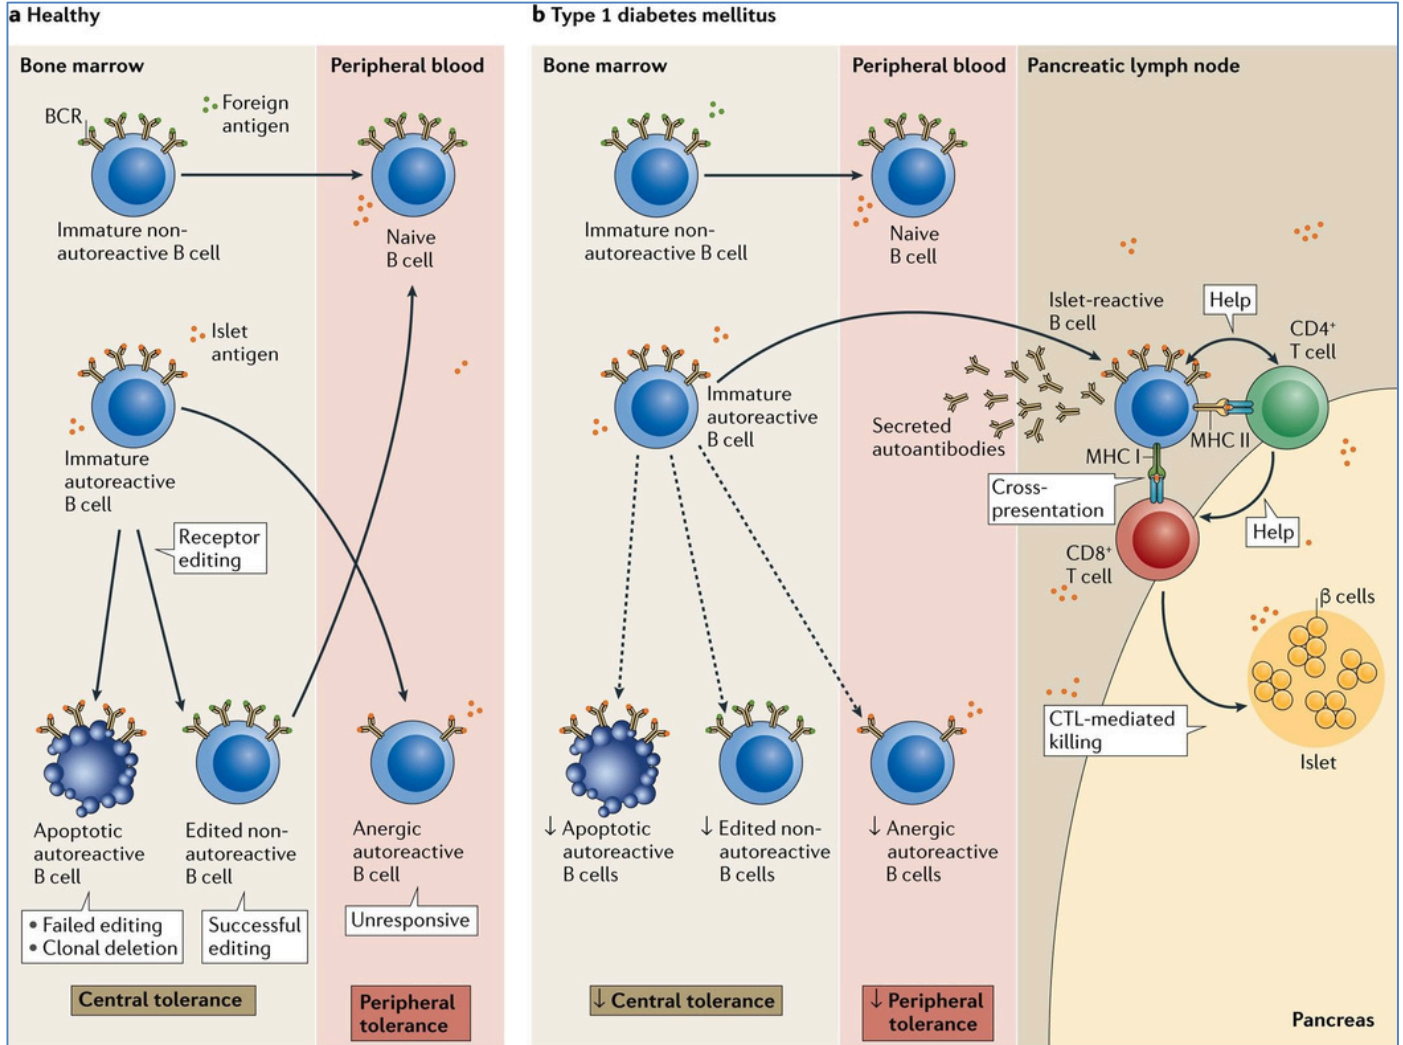 a Healthy
Bone marrow
Peripheral blood
BCR
Foreign
antigen
Immature non-
autoreactive B cell
Naive
B cell
Islet
antigen
Immature
autoreactive
B cell
Receptor
editing
Apoptotic
autoreactive
B cell
Edited non-
autoreactive
B cell
Anergic
autoreactive
B cell
• Failed editing
• Clonal deletion
Successful
editing
Unresponsive
Central tolerance
Peripheral
tolerance
b Type 1 diabetes mellitus
Bone marrow
Peripheral blood
Pancreatic lymph node
Immature non-
autoreactive B cell
Naive
B cell
Immature
autoreactive
B cell
Secreted
autoantibodies
Islet-reactive
B cell
Help
CD4⁺
T cell
MHC II
MHC I
Cross-
presentation
Help
CD8⁺
T cell
β cells
CTL-mediated
killing
Islet
↓ Apoptotic
autoreactive
B cells
↓ Edited non-
autoreactive
B cells
↓ Anergic
autoreactive
B cells
↓ Central tolerance
↓ Peripheral
tolerance
Pancreas